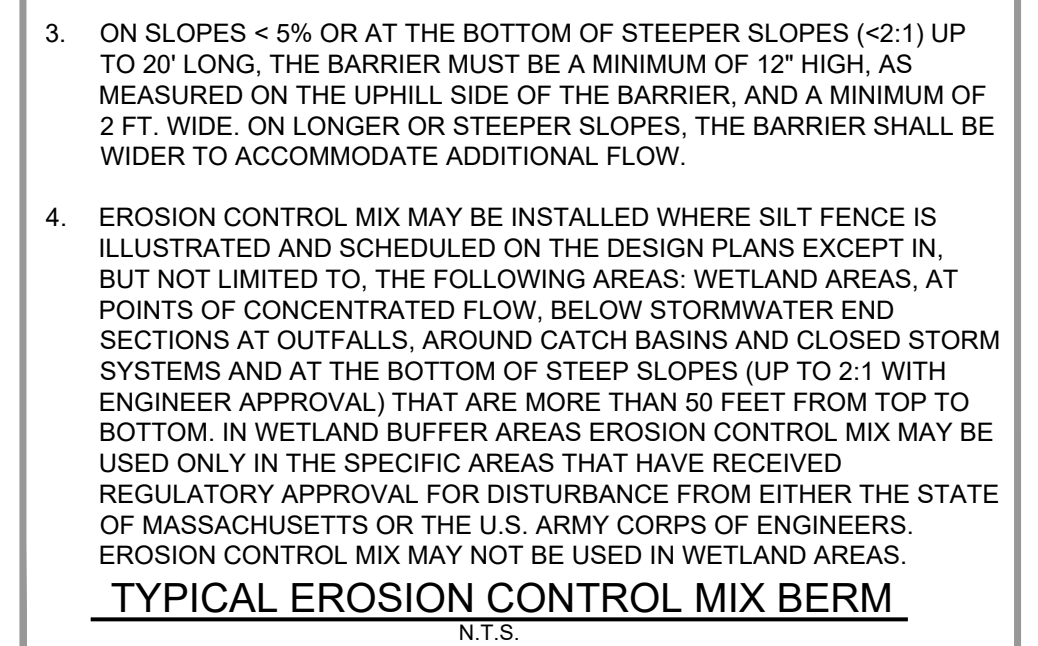 3. ON SLOPES < 5% OR AT THE BOTTOM OF STEEPER SLOPES (<2:1) UP
TO 20' LONG, THE BARRIER MUST BE A MINIMUM OF 12" HIGH, AS
MEASURED ON THE UPHILL SIDE OF THE BARRIER, AND A MINIMUM OF
2 FT. WIDE. ON LONGER OR STEEPER SLOPES, THE BARRIER SHALL BE
WIDER TO ACCOMMODATE ADDITIONAL FLOW.
4. EROSION CONTROL MIX MAY BE INSTALLED WHERE SILT FENCE IS
ILLUSTRATED AND SCHEDULED ON THE DESIGN PLANS EXCEPT IN,
BUT NOT LIMITED TO, THE FOLLOWING AREAS: WETLAND AREAS, AT
POINTS OF CONCENTRATED FLOW, BELOW STORMWATER END
SECTIONS AT OUTFALLS, AROUND CATCH BASINS AND CLOSED STORM
SYSTEMS AND AT THE BOTTOM OF STEEP SLOPES (UP TO 2:1 WITH
ENGINEER APPROVAL) THAT ARE MORE THAN 50 FEET FROM TOP TO
BOTTOM. IN WETLAND BUFFER AREAS EROSION CONTROL MIX MAY BE
USED ONLY IN THE SPECIFIC AREAS THAT HAVE RECEIVED
REGULATORY APPROVAL FOR DISTURBANCE FROM EITHER THE STATE
OF MASSACHUSETTS OR THE U.S. ARMY CORPS OF ENGINEERS.
EROSION CONTROL MIX MAY NOT BE USED IN WETLAND AREAS.
TYPICAL EROSION CONTROL MIX BERM
N.T.S.